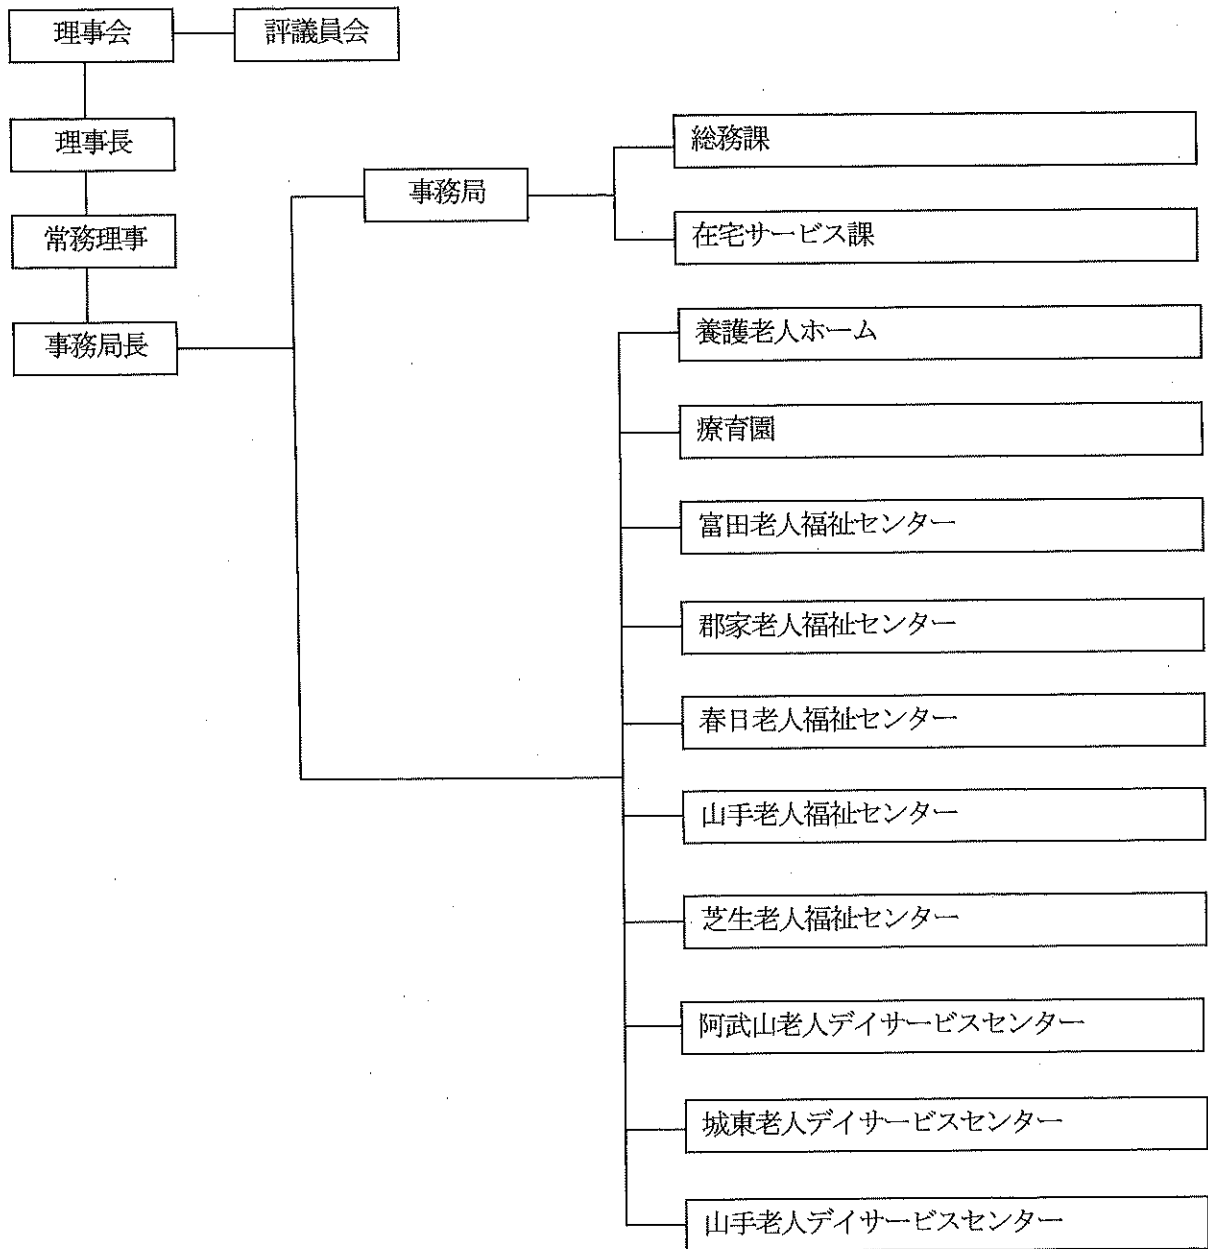 理事会
評議員会
理事長
常務理事
事務局長
事務局
総務課
在宅サービス課
養護老人ホーム
療育園
富田老人福祉センター
郡家老人福祉センター
春日老人福祉センター
山手老人福祉センター
芝生老人福祉センター
阿武山老人デイサービスセンター
城東老人デイサービスセンター
山手老人デイサービスセンター